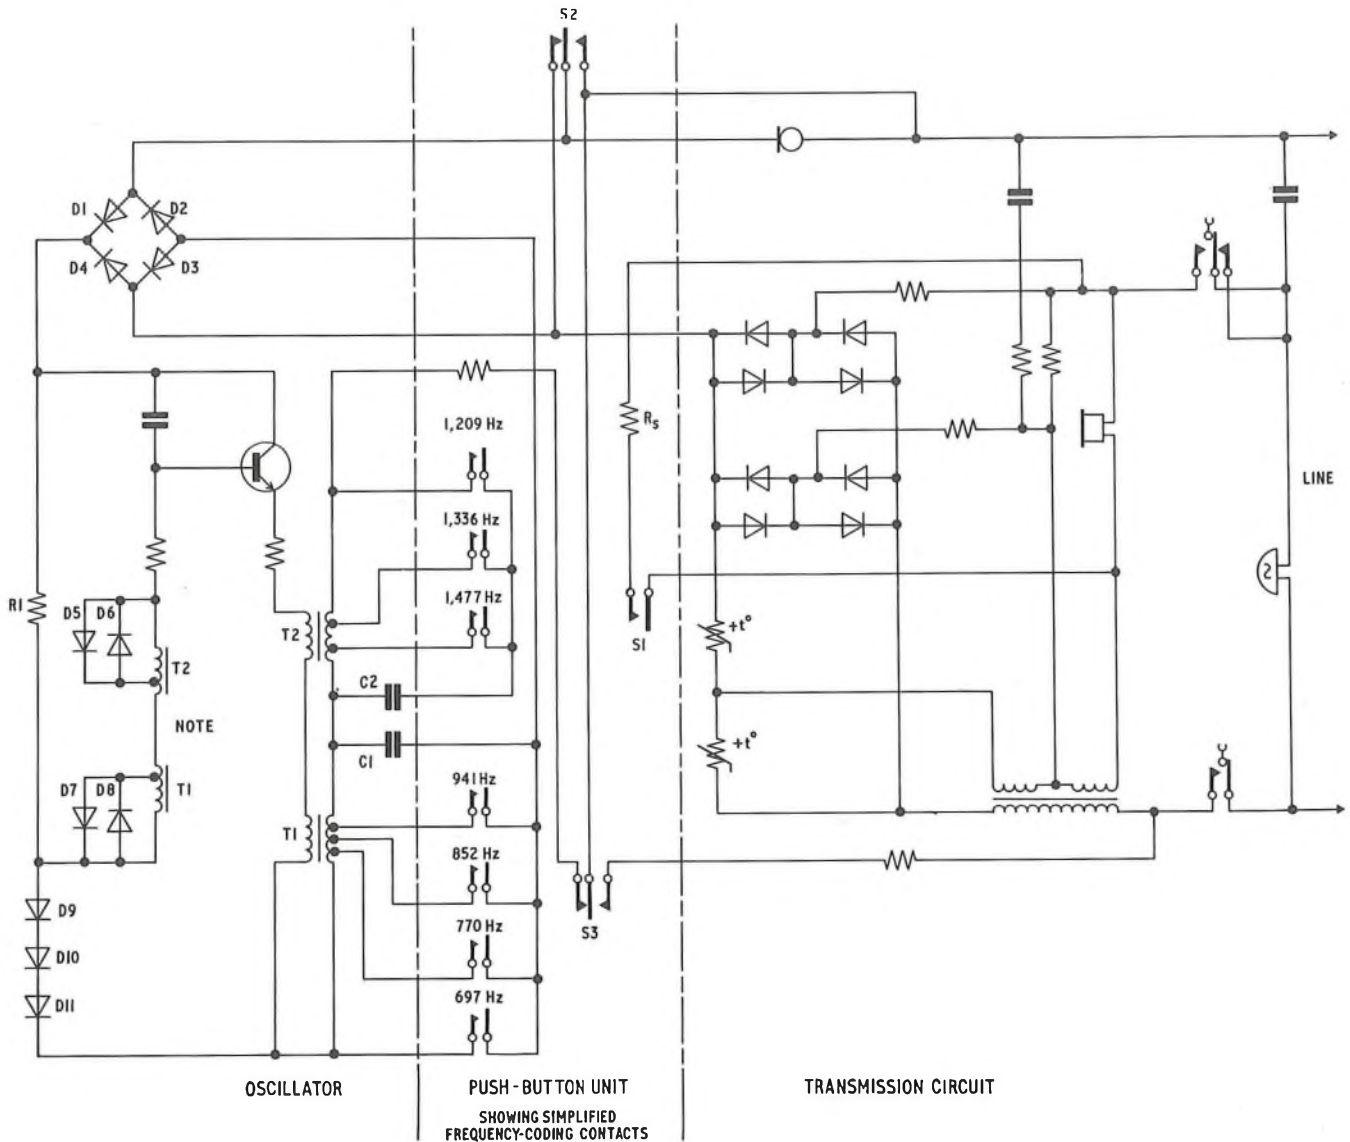 S2
D1
D2
D4
D3
1,209 Hz
Rs
1,336 Hz
LINE
1,477 Hz
R1
D5
D6
T2
T2
S1
+t°
C2
NOTE
C1
+t°
941 Hz
D7
D8
T1
T1
852 Hz
D9
770 Hz
S3
D10
697 Hz
D11
OSCILLATOR
PUSH-BUTTON UNIT
TRANSMISSION CIRCUIT
SHOWING SIMPLIFIED
FREQUENCY-CODING CONTACTS